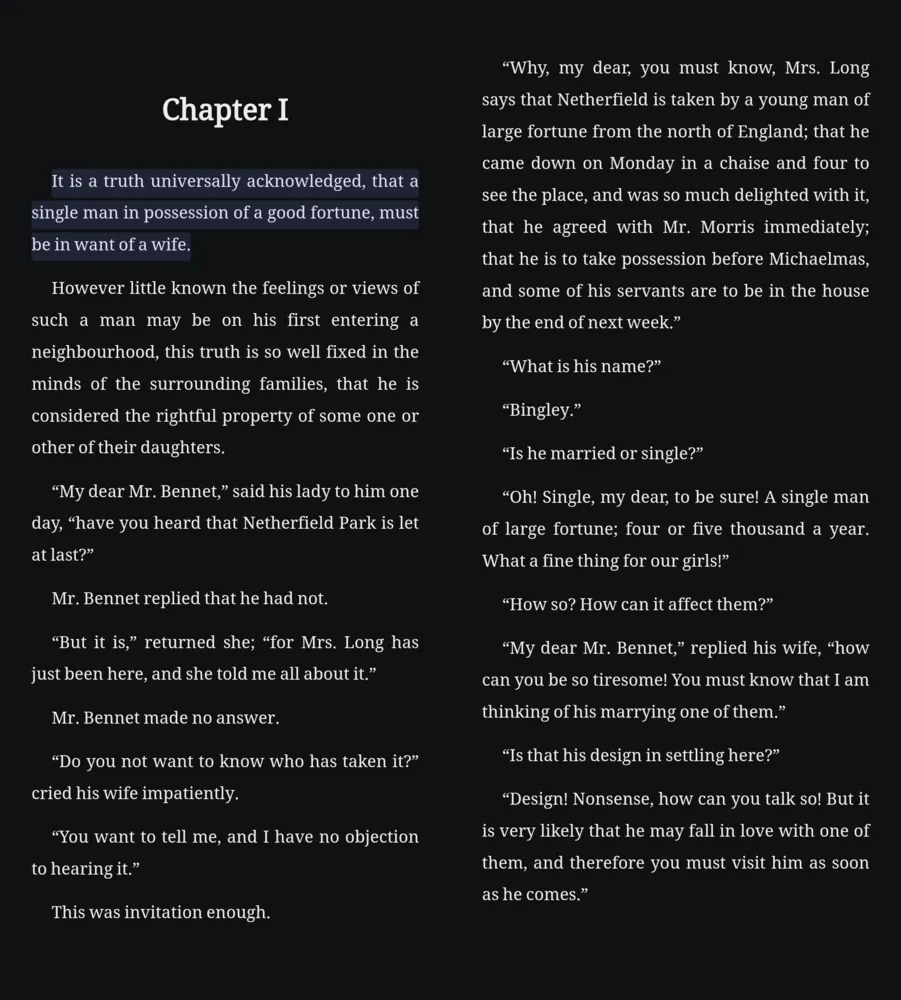 Chapter I
It is a truth universally acknowledged, that a
single man in possession of a good fortune, must
be in want of a wife.
However little known the feelings or views of
such a man may be on his first entering a
neighbourhood, this truth is so well fixed in the
minds of the surrounding families, that he is
considered the rightful property of some one or
other of their daughters.
“My dear Mr. Bennet,” said his lady to him one
day, “have you heard that Netherfield Park is let
at last?”
Mr. Bennet replied that he had not.
“But it is,” returned she; “for Mrs. Long has
just been here, and she told me all about it.”
Mr. Bennet made no answer.
“Do you not want to know who has taken it?”
cried his wife impatiently.
“You want to tell me, and I have no objection
to hearing it.”
This was invitation enough.
“Why, my dear, you must know, Mrs. Long
says that Netherfield is taken by a young man of
large fortune from the north of England; that he
came down on Monday in a chaise and four to
see the place, and was so much delighted with it,
that he agreed with Mr. Morris immediately;
that he is to take possession before Michaelmas,
and some of his servants are to be in the house
by the end of next week.”
“What is his name?”
“Bingley.”
“Is he married or single?”
“Oh! Single, my dear, to be sure! A single man
of large fortune; four or five thousand a year.
What a fine thing for our girls!”
“How so? How can it affect them?”
“My dear Mr. Bennet,” replied his wife, “how
can you be so tiresome! You must know that I am
thinking of his marrying one of them.”
“Is that his design in settling here?”
“Design! Nonsense, how can you talk so! But it
is very likely that he may fall in love with one of
them, and therefore you must visit him as soon
as he comes.”